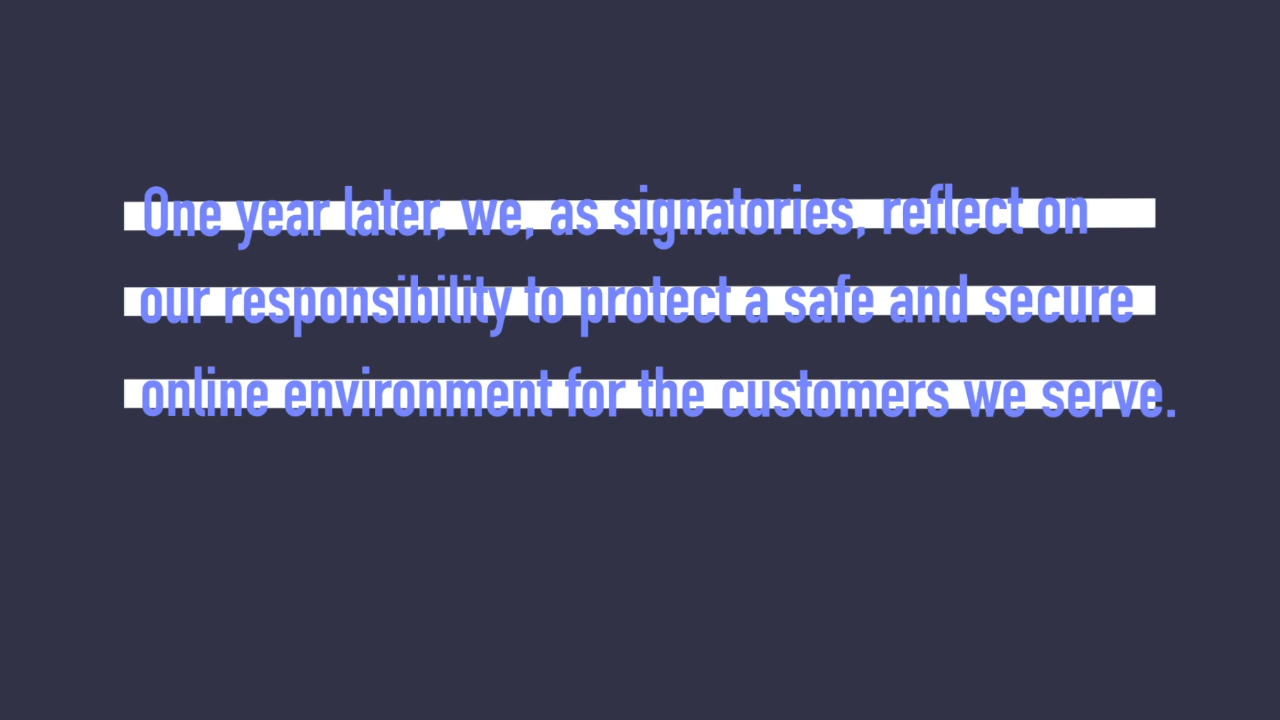 One year later, we, as signatories, reflect on
our responsibility to protect a safe and secure
online environment for the customers we serve.